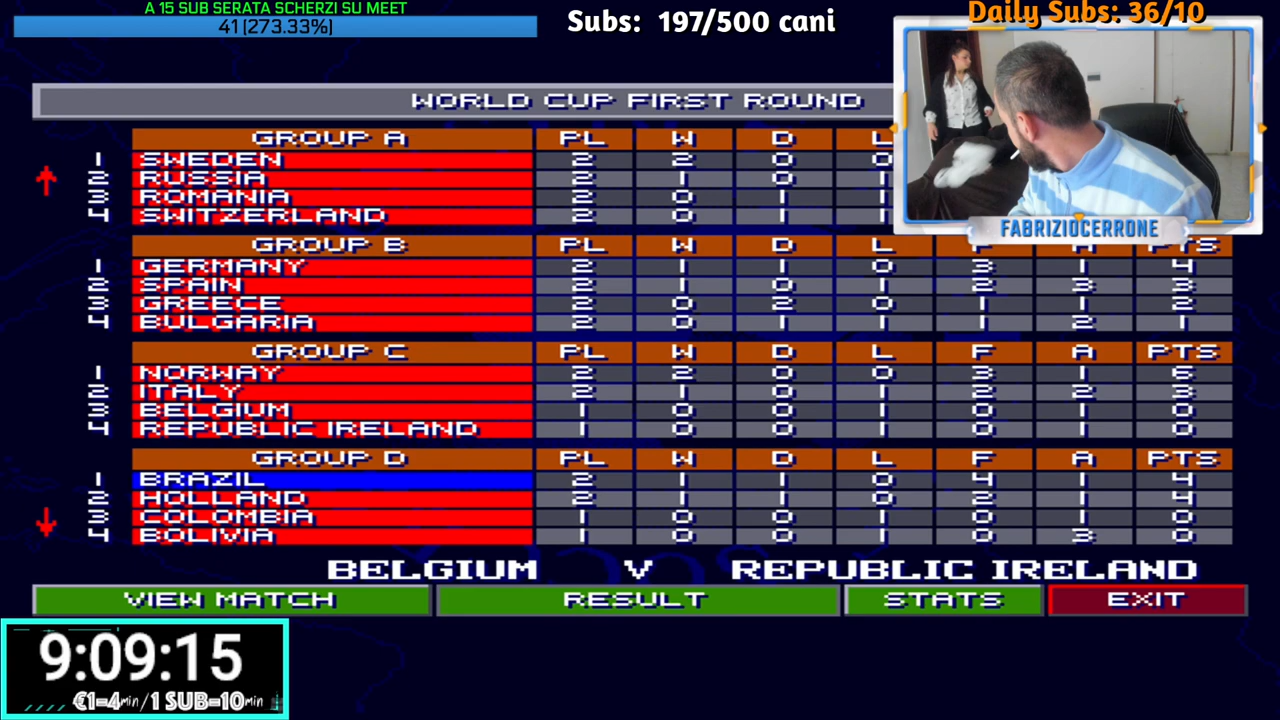 A 15 SUB SERATA SCHERZI SU MEET
41 (273.33%)
Subs: 197/500 cani
Daily Subs: 36/10
WORLD CUP FIRST ROUND
GROUP A PL W D L
1 SWEDEN 2 2 0 0
2 RUSSIA 2 1 0 1
3 ROMANIA 2 0 1 1
4 SWITZERLAND 2 0 1 1
FABRIZIOCERRONE
GROUP B PL W D L F A PTS
1 GERMANY 2 1 1 0 3 1 4
2 SPAIN 2 1 0 1 2 3 3
3 GREECE 2 0 2 0 1 1 2
4 BULGARIA 2 0 1 1 1 2 1
GROUP C PL W D L F A PTS
1 NORWAY 2 2 0 0 3 1 6
2 ITALY 2 1 0 1 2 2 3
3 BELGIUM 1 0 0 1 0 1 0
4 REPUBLIC IRELAND 1 0 0 1 0 1 0
GROUP D PL W D L F A PTS
1 BRAZIL 2 1 1 0 4 1 4
2 HOLLAND 2 1 1 0 2 1 4
3 COLOMBIA 1 0 0 1 0 1 0
4 BOLIVIA 1 0 0 1 0 3 0
BELGIUM V REPUBLIC IRELAND
VIEW MATCH RESULT STATS EXIT
9:09:15
€1=4min/1 SUB=10min